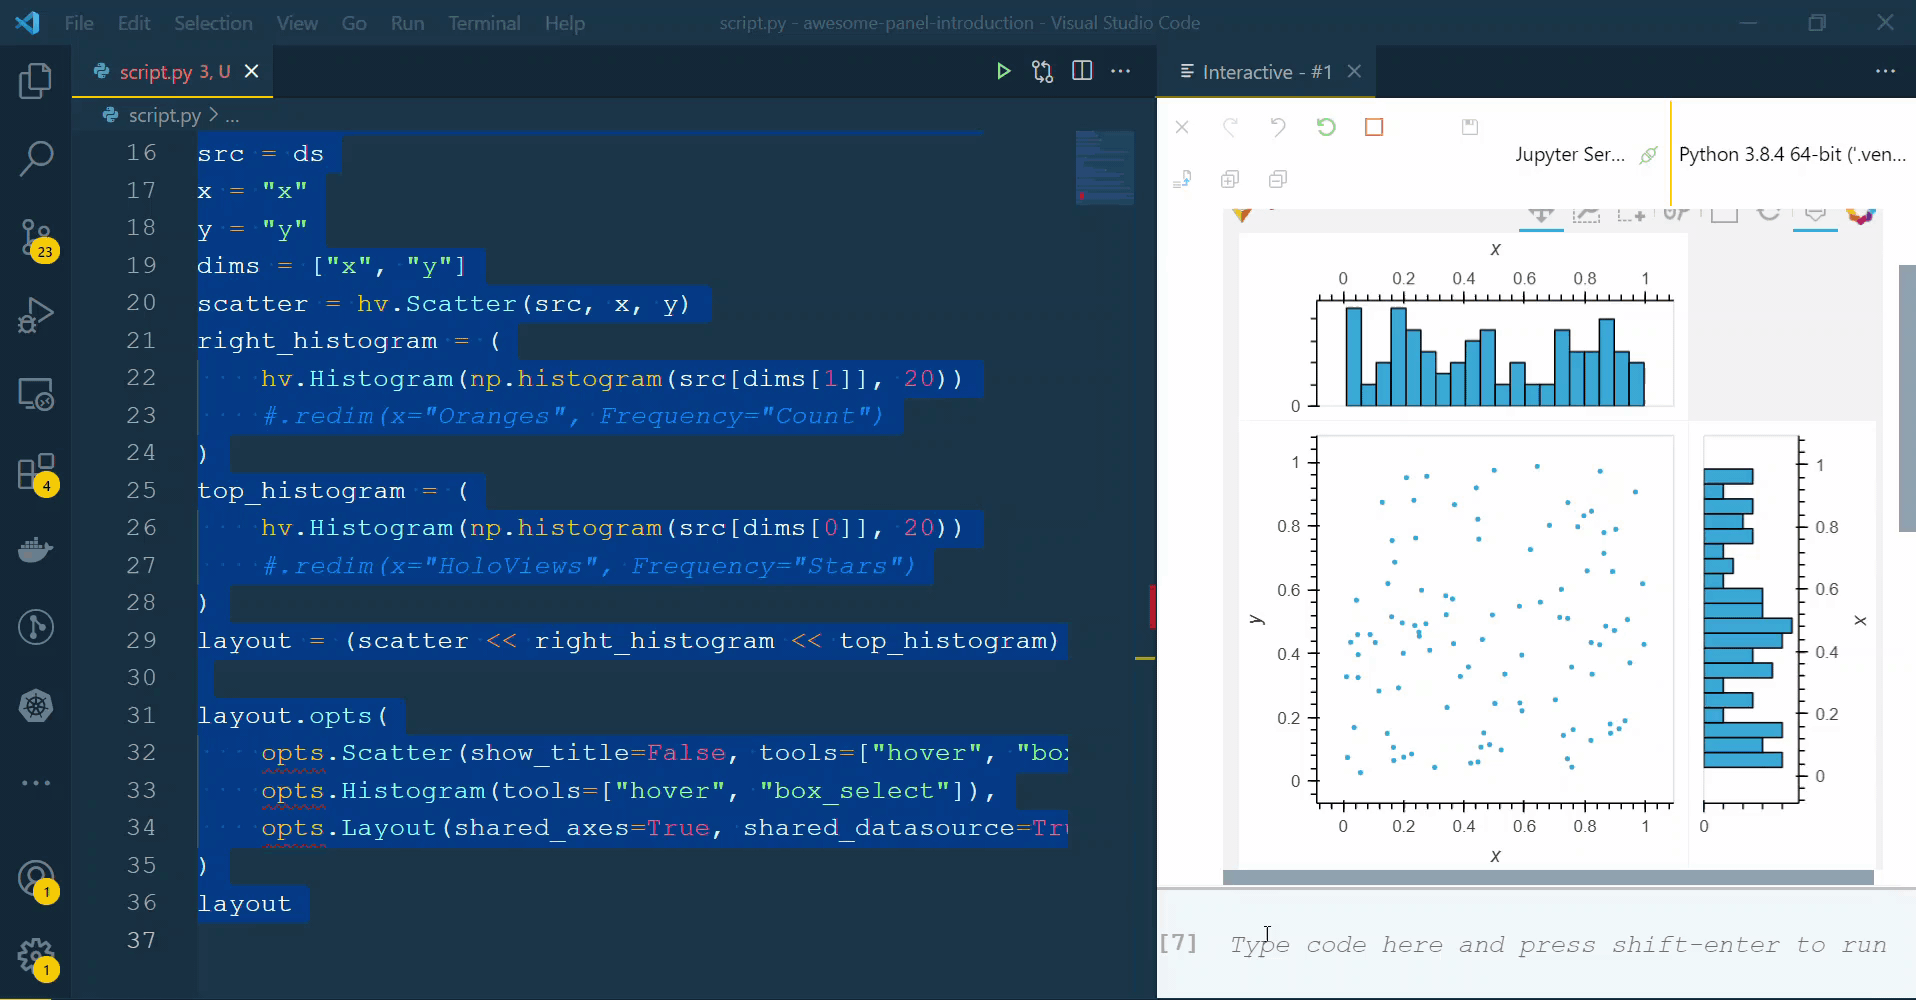 File Edit Selection View Go Run Terminal Help script.py - awesome-panel-introduction - Visual Studio Code
script.py 3, U
script.py > ...
16 src = ds
17 x = "x"
18 y = "y"
19 dims = ["x", "y"]
20 scatter = hv.Scatter(src, x, y)
21 right_histogram = (
22 hv.Histogram(np.histogram(src[dims[1]], 20))
23 #.redim(x="Oranges", Frequency="Count")
24 )
25 top_histogram = (
26 hv.Histogram(np.histogram(src[dims[0]], 20))
27 #.redim(x="HoloViews", Frequency="Stars")
28 )
29 layout = (scatter << right_histogram << top_histogram)
30
31 layout.opts(
32 opts.Scatter(show_title=False, tools=["hover", "bo
33 opts.Histogram(tools=["hover", "box_select"]),
34 opts.Layout(shared_axes=True, shared_datasource=Tr
35 )
36 layout
37
23
4
1
1
Interactive - #1
Jupyter Ser... Python 3.8.4 64-bit ('.ven...
x
0 0.2 0.4 0.6 0.8 1
0
1
0.8
0.6
0.4
0.2
0
y
0 0.2 0.4 0.6 0.8 1
x
1
0.8
0.6
0.4
0.2
0
x
0
[7] Type code here and press shift-enter to run